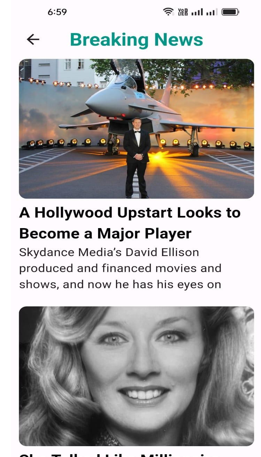 6:59
Breaking News
A Hollywood Upstart Looks to
Become a Major Player
Skydance Media's David Ellison
produced and financed movies and
shows, and now he has his eyes on